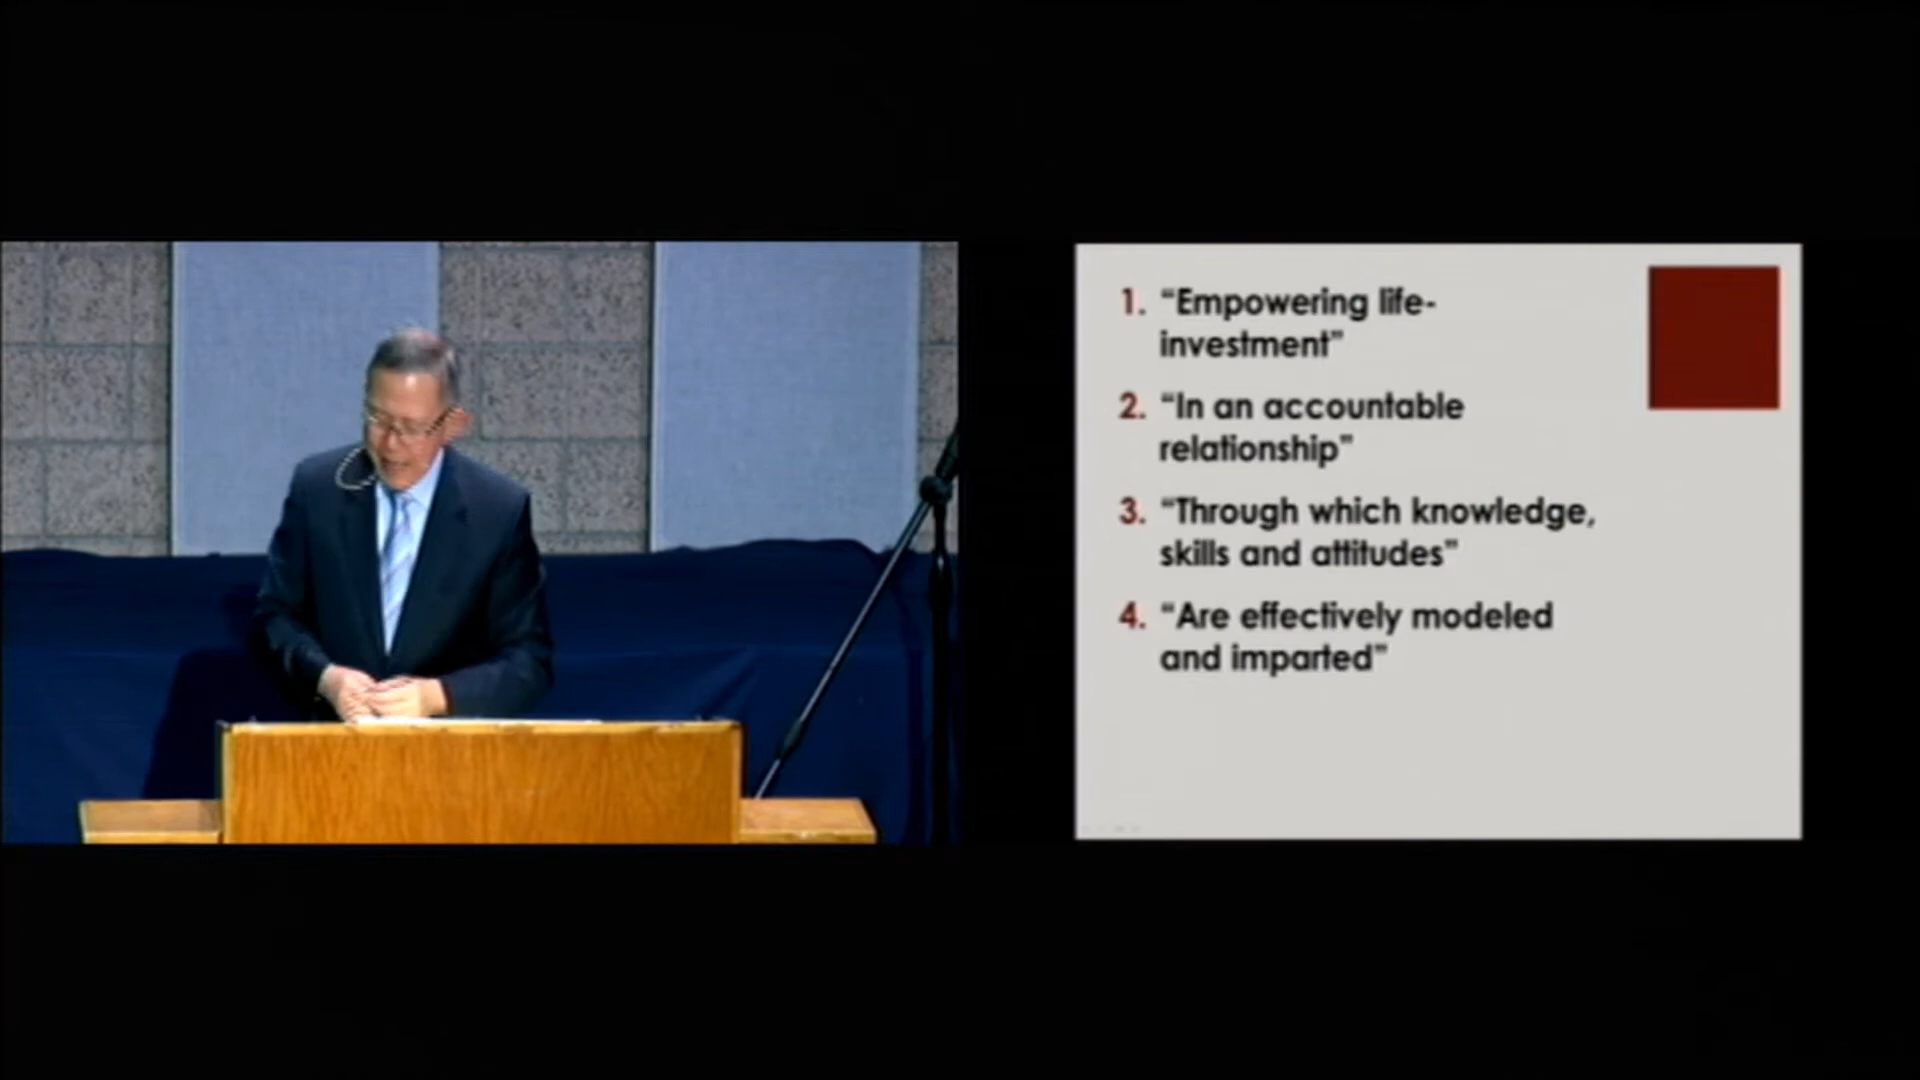 1. “Empowering life-
investment”
2. “In an accountable
relationship”
3. “Through which knowledge,
skills and attitudes”
4. “Are effectively modeled
and imparted”